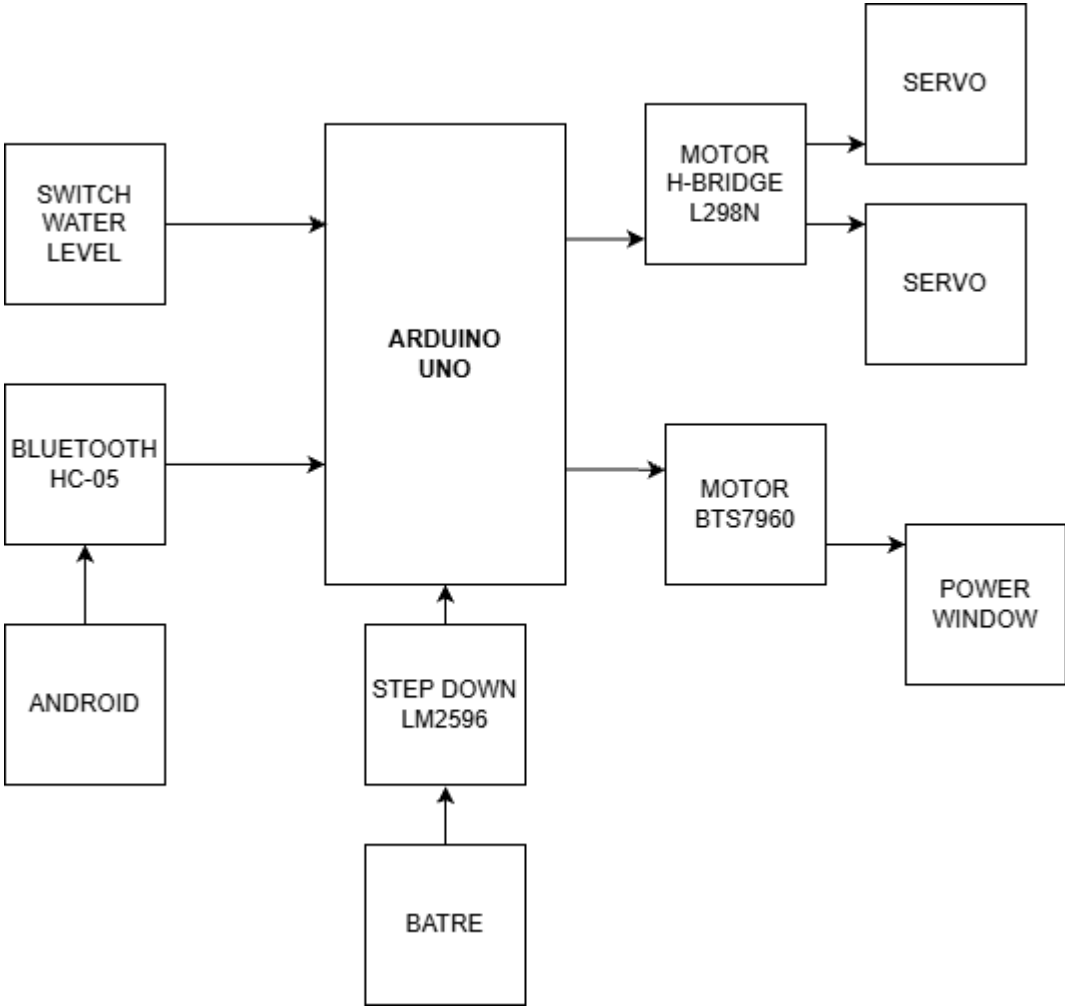 SERVO
MOTOR
H-BRIDGE
L298N
SWITCH
WATER
LEVEL
SERVO
ARDUINO
UNO
BLUETOOTH
HC-05
MOTOR
BTS7960
POWER
WINDOW
ANDROID
STEP DOWN
LM2596
BATRE